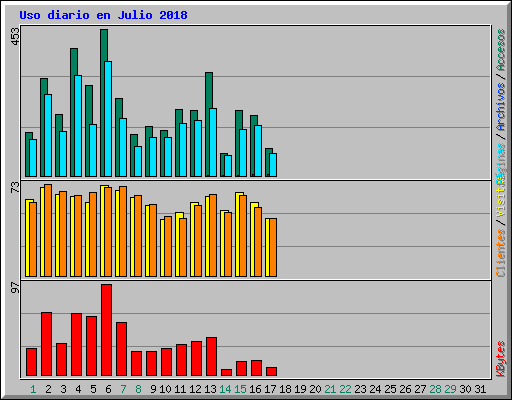 Uso diario en Julio 2018
453
73
97
Accesos / Archivos / Páginas
Visitas / Clientes
KBytes
1 2 3 4 5 6 7 8 9 10 11 12 13 14 15 16 17 18 19 20 21 22 23 24 25 26 27 28 29 30 31